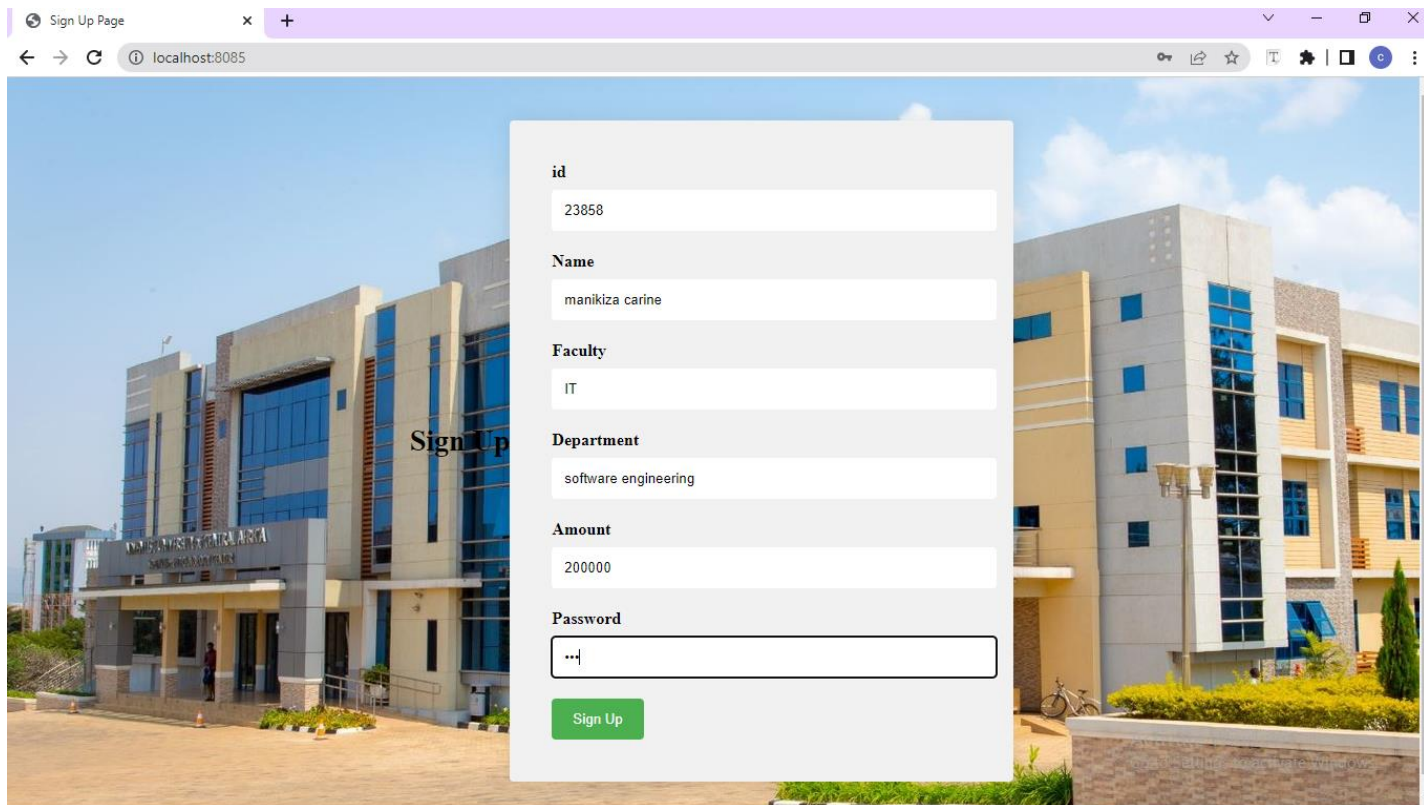 Sign Up Page
localhost:8085
id
23858
Name
manikiza carine
Faculty
IT
Sign Up
Department
software engineering
Amount
200000
Password
•••
Sign Up